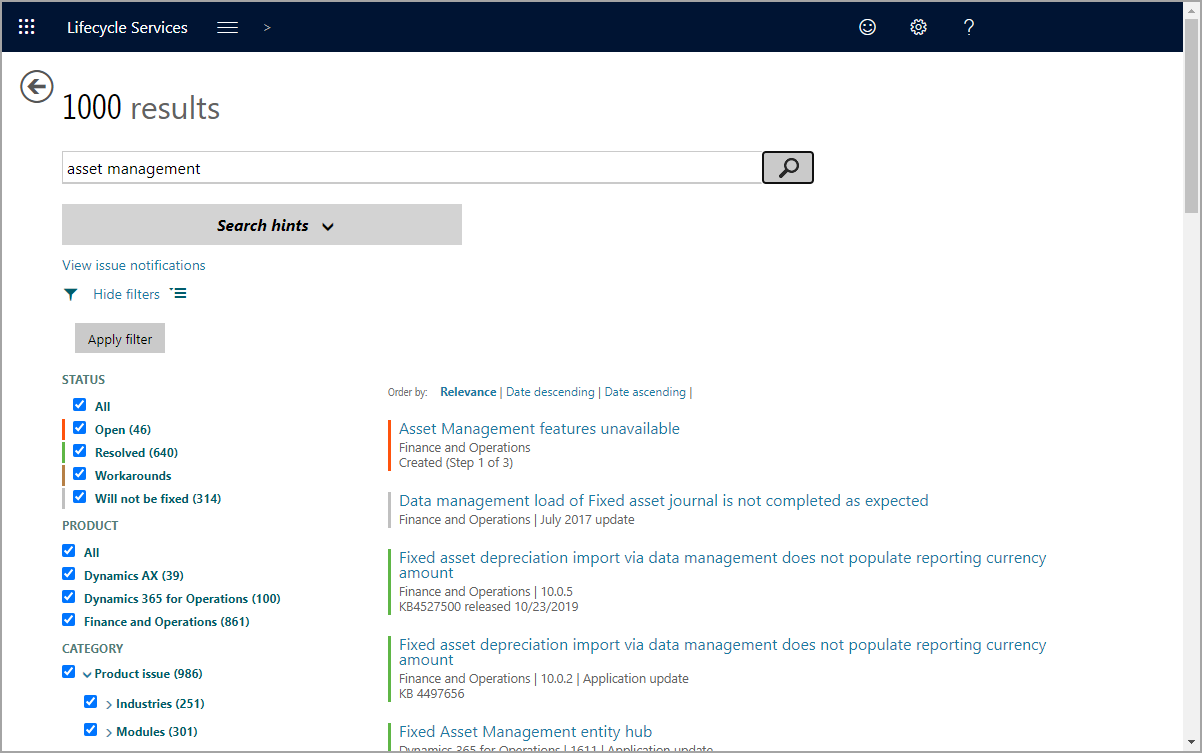 Lifecycle Services >
1000 results
asset management
Search hints
View issue notifications
Hide filters
Apply filter
STATUS
All
Open (46)
Resolved (640)
Workarounds
Will not be fixed (314)
PRODUCT
All
Dynamics AX (39)
Dynamics 365 for Operations (100)
Finance and Operations (861)
CATEGORY
Product issue (986)
Industries (251)
Modules (301)
Order by: Relevance | Date descending | Date ascending |
Asset Management features unavailable
Finance and Operations
Created (Step 1 of 3)
Data management load of Fixed asset journal is not completed as expected
Finance and Operations | July 2017 update
Fixed asset depreciation import via data management does not populate reporting currency
amount
Finance and Operations | 10.0.5
KB4527500 released 10/23/2019
Fixed asset depreciation import via data management does not populate reporting currency
amount
Finance and Operations | 10.0.2 | Application update
KB 4497656
Fixed Asset Management entity hub
Dynamics 365 for Operations | 1611 | Application update